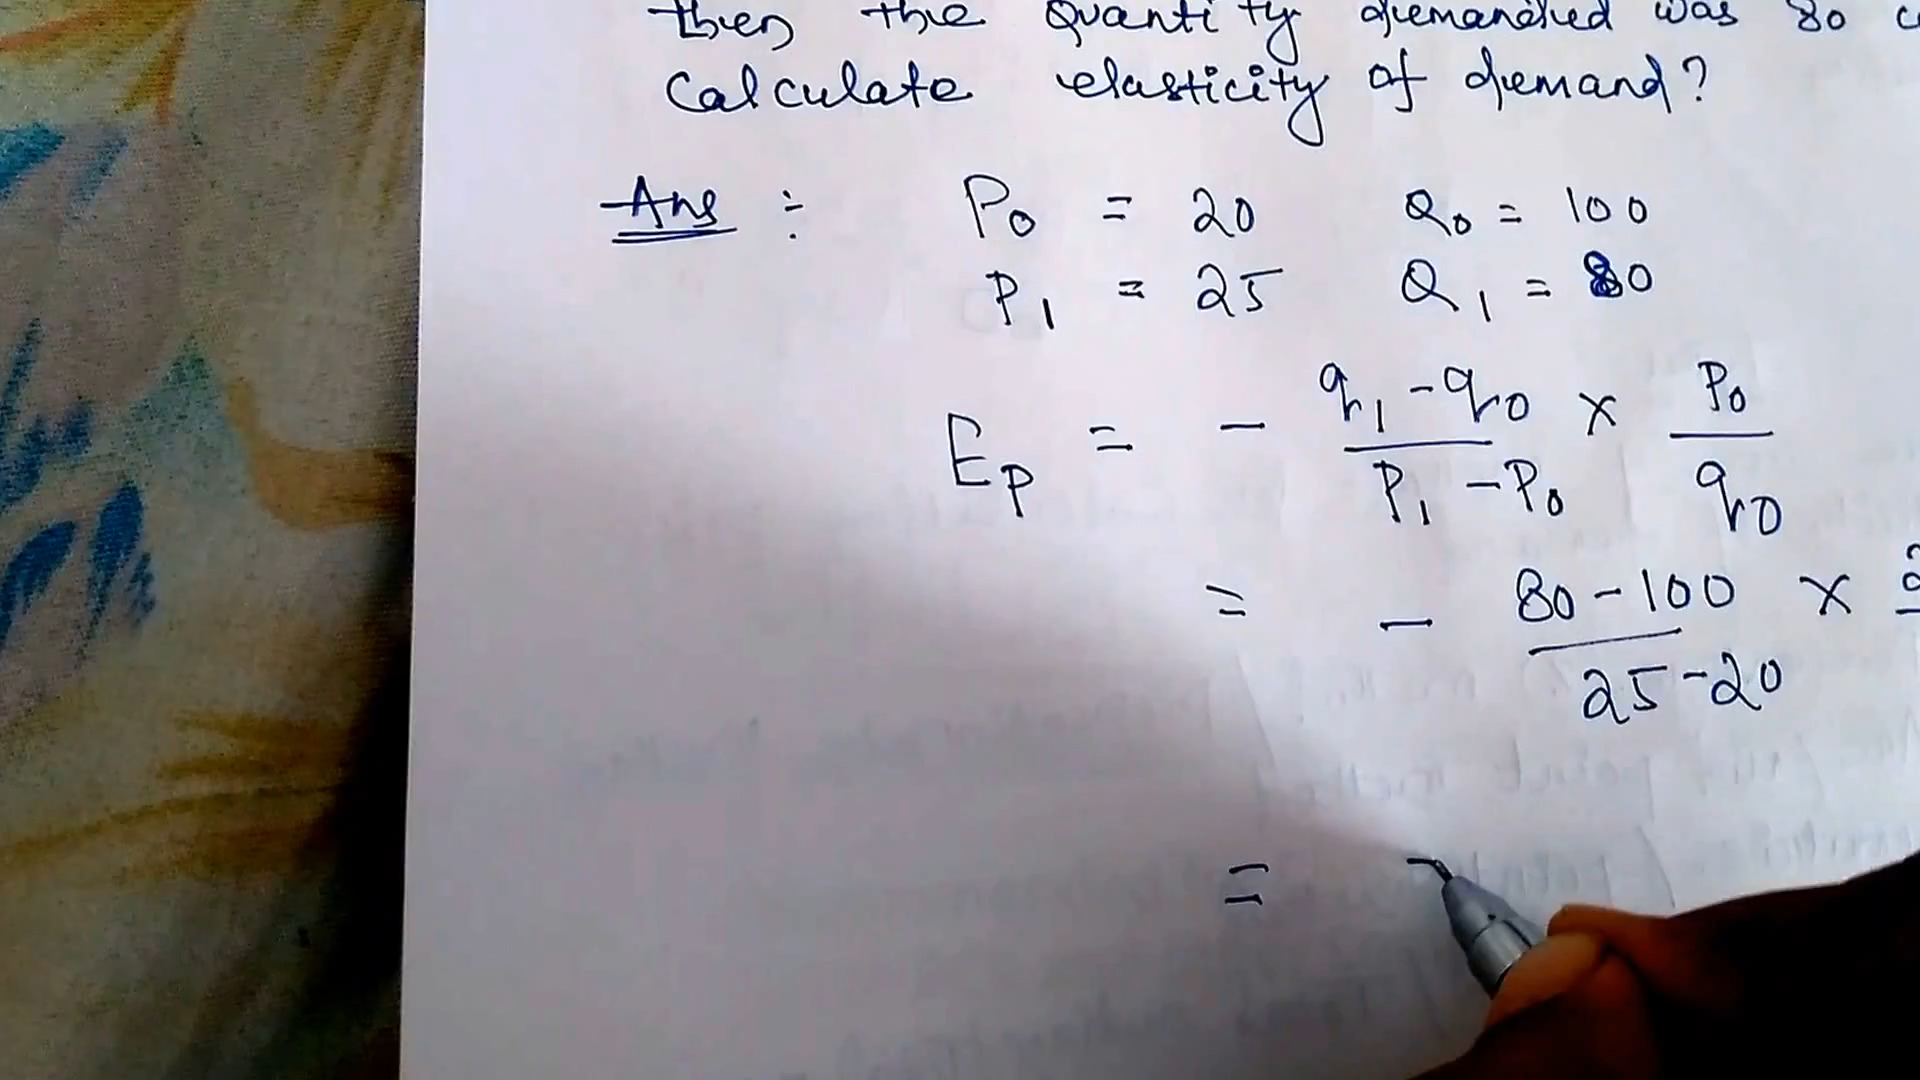 then the Quantity demanded was 80
Calculate elasticity of demand?
Ans ÷ P0 = 20 Q0 = 100
P1 = 25 Q1 = 80
EP = - q1 - q0 / P1 - P0 × P0 / q0
= - 80 - 100 / 25 - 20 ×
= -